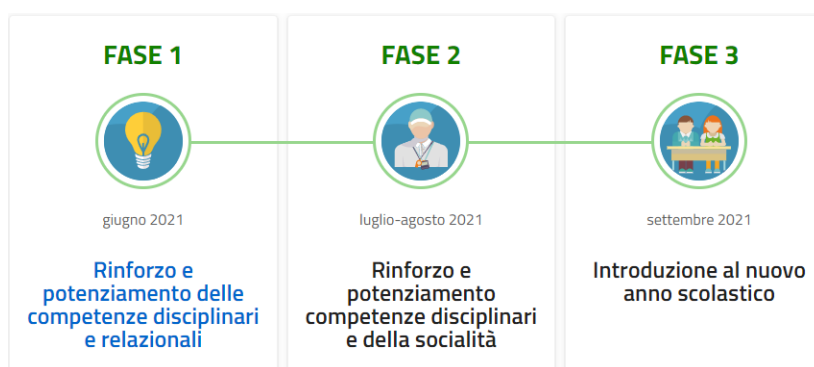 FASE 1
giugno 2021
Rinforzo e
potenziamento delle
competenze disciplinari
e relazionali
FASE 2
luglio-agosto 2021
Rinforzo e
potenziamento
competenze disciplinari
e della socialità
FASE 3
settembre 2021
Introduzione al nuovo
anno scolastico